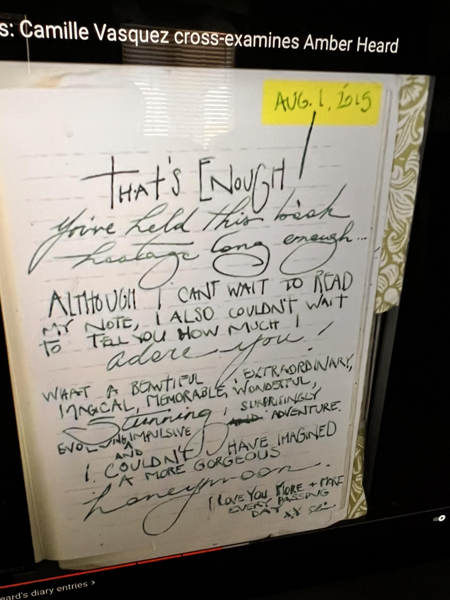 s: Camille Vasquez cross-examines Amber Heard
AUG. 1, 2015
THAT'S ENOUGH!
You've held this book
hostage long enough...
ALTHOUGH I CANT WAIT TO READ
MY NOTE, I ALSO COULDN'T WAIT
TO TELL YOU HOW MUCH I
adore you!
WHAT A BEAUTIFUL, EXTRAORDINARY,
MAGICAL, MEMORABLE, WONDERFUL,
Stunning, SURPRISINGLY
EVOLVING IMPULSIVE AND ADVENTURE.
I COULDN'T HAVE IMAGINED
A MORE GORGEOUS
honeymoon.
I LOVE YOU MORE + MORE
EVERY PASSING
DAY xx
eard's diary entries >